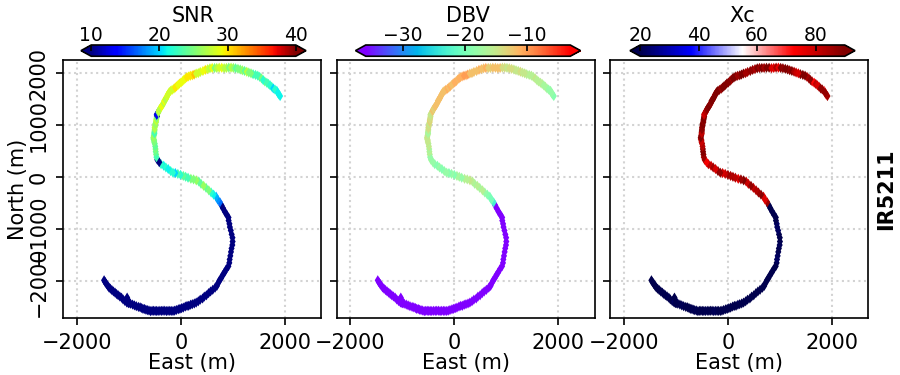 SNR DBV Xc
10 20 30 40 −30 −20 −10 20 40 60 80
North (m)
2000
1000
0
−1000
−2000
−2000 0 2000 −2000 0 2000 −2000 0 2000
East (m) East (m) East (m)
IR5211